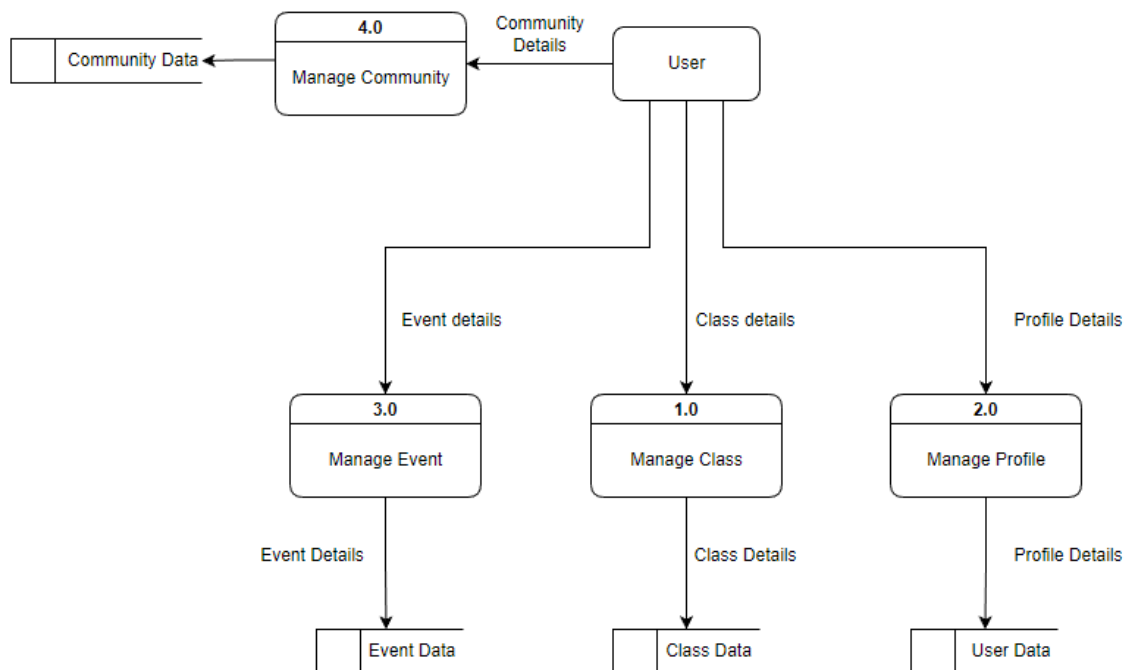 4.0
Community
Details
Community Data
Manage Community
User
Event details
Class details
Profile Details
3.0
1.0
2.0
Manage Event
Manage Class
Manage Profile
Event Details
Class Details
Profile Details
Event Data
Class Data
User Data